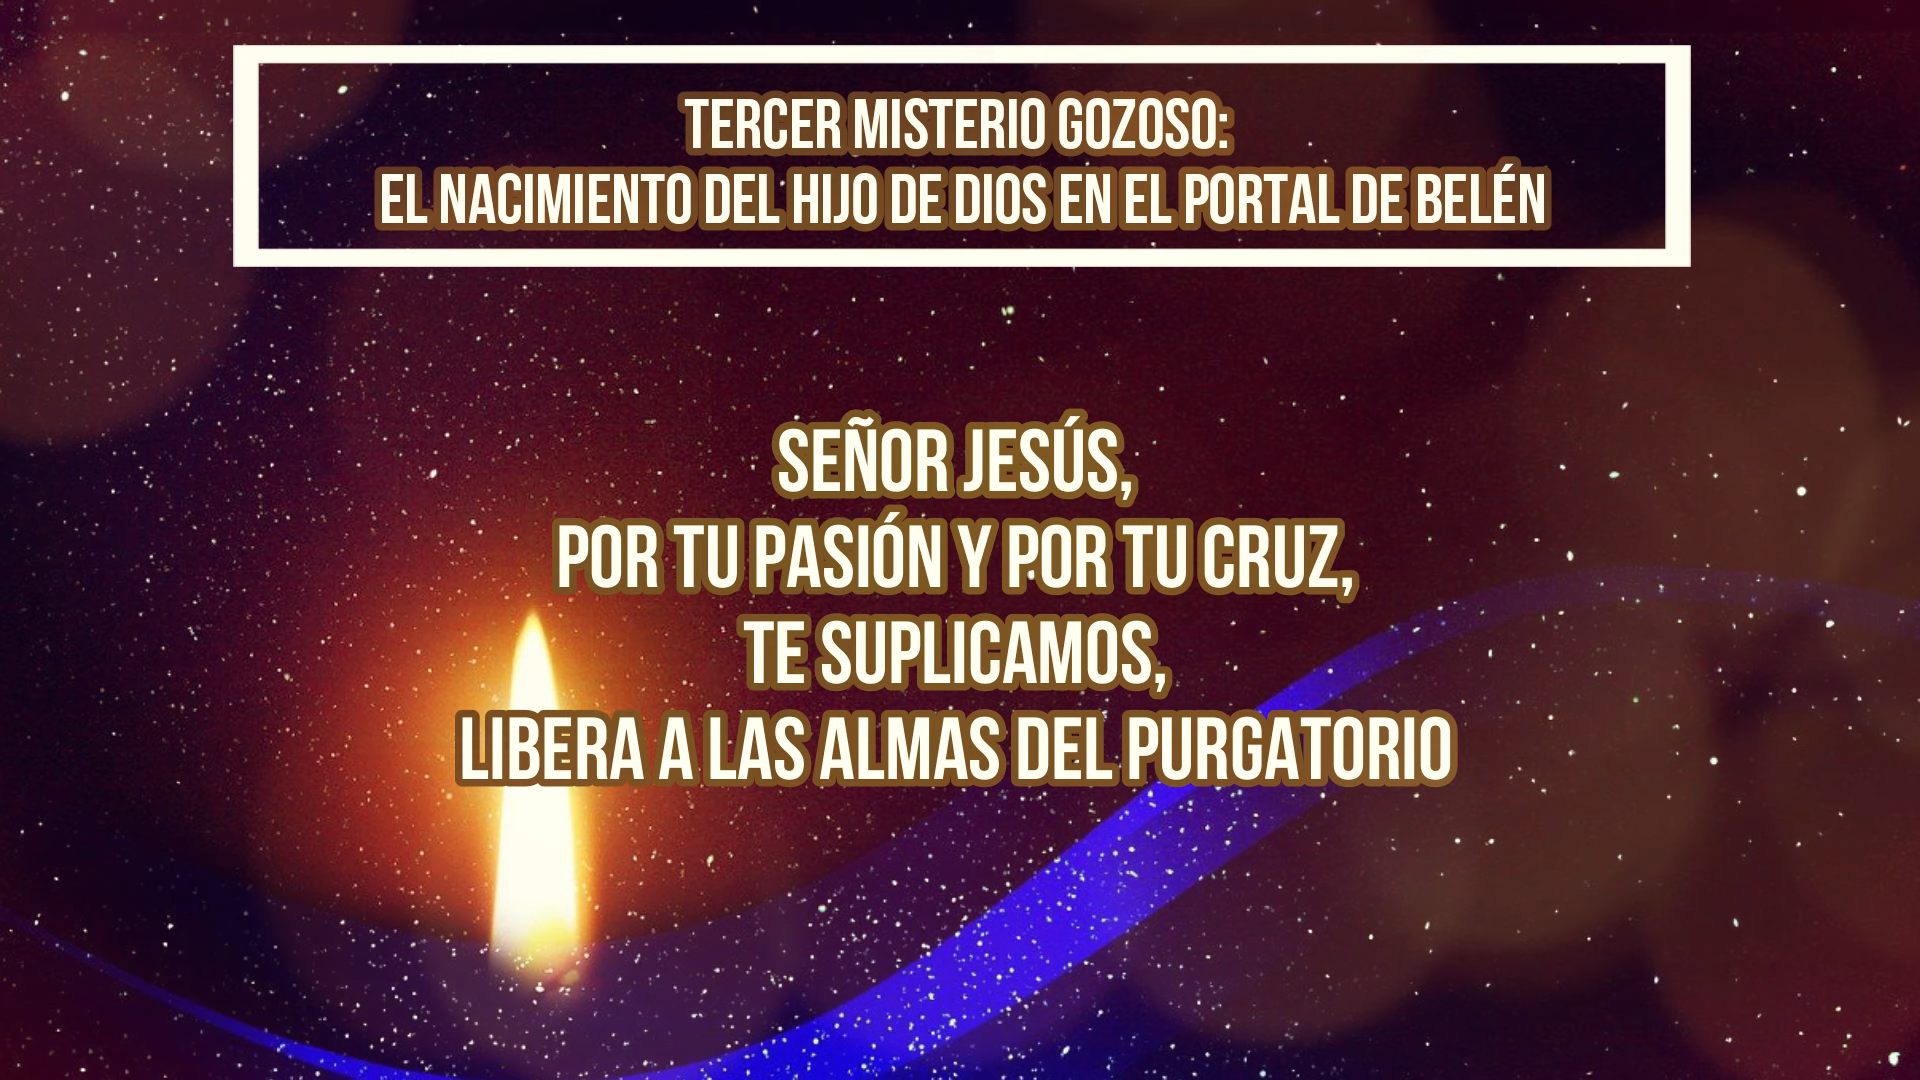 TERCER MISTERIO GOZOSO:
EL NACIMIENTO DEL HIJO DE DIOS EN EL PORTAL DE BELÉN
SEÑOR JESÚS,
POR TU PASIÓN Y POR TU CRUZ,
TE SUPLICAMOS,
LIBERA A LAS ALMAS DEL PURGATORIO